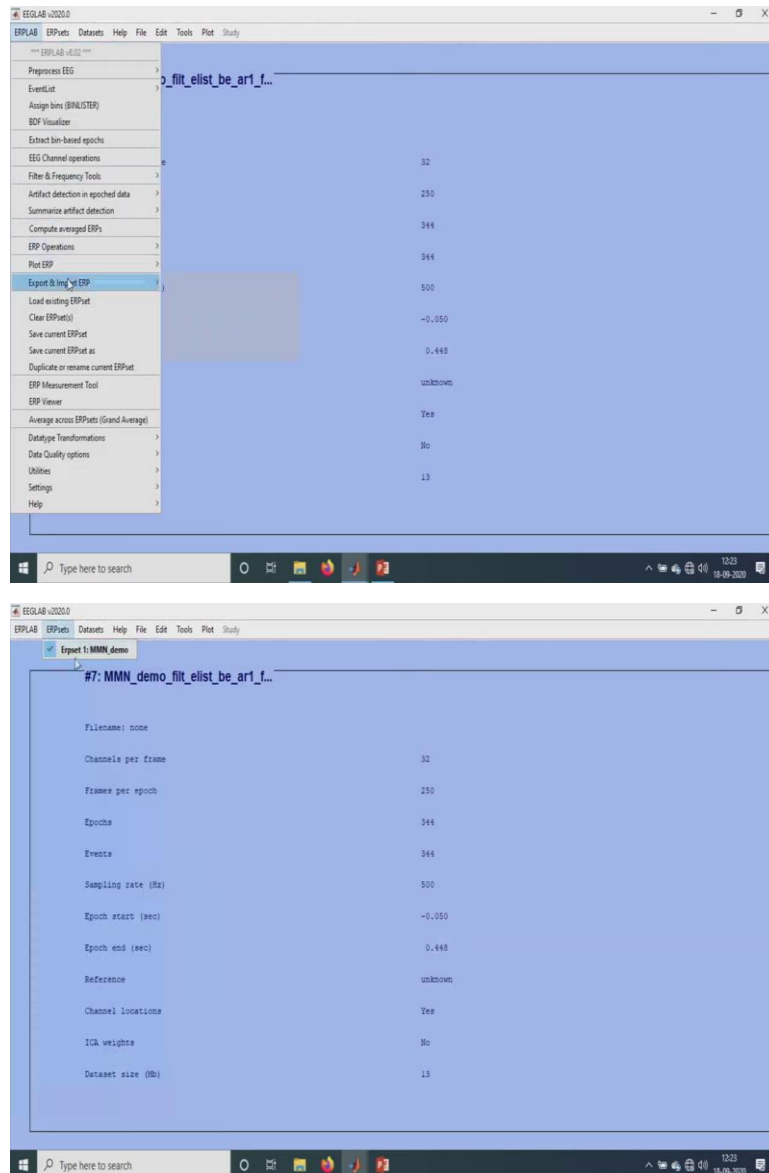 EEGLAB v2020.0
ERPLAB ERPsets Datasets Help File Edit Tools Plot Study
*** ERPLAB v8.02 ***
Preprocess EEG
EventList
Assign bins (BINLISTER)
BDF Visualizer
Extract bin-based epochs
EEG Channel operations
Filter & Frequency Tools
Artifact detection in epoched data
Summarize artifact detection
Compute averaged ERPs
ERP Operations
Plot ERP
Export & Import ERP
Load existing ERPset
Clear ERPset(s)
Save current ERPset
Save current ERPset as
Duplicate or rename current ERPset
ERP Measurement Tool
ERP Viewer
Average across ERPsets (Grand Average)
Datatype Transformations
Data Quality options
Utilities
Settings
Help
o_filt_elist_be_ar1_f...
e 32
250
344
344
) 500
-0.050
0.448
unknown
Yes
No
13
Type here to search 12:23
18-09-2020
EEGLAB v2020.0
ERPLAB ERPsets Datasets Help File Edit Tools Plot Study
Erpset 1: MMN_demo
#7: MMN_demo_filt_elist_be_ar1_f...
Filename: none
Channels per frame 32
Frames per epoch 250
Epochs 344
Events 344
Sampling rate (Hz) 500
Epoch start (sec) -0.050
Epoch end (sec) 0.448
Reference unknown
Channel locations Yes
ICA weights No
Dataset size (Mb) 13
Type here to search 12:23
18-09-2020